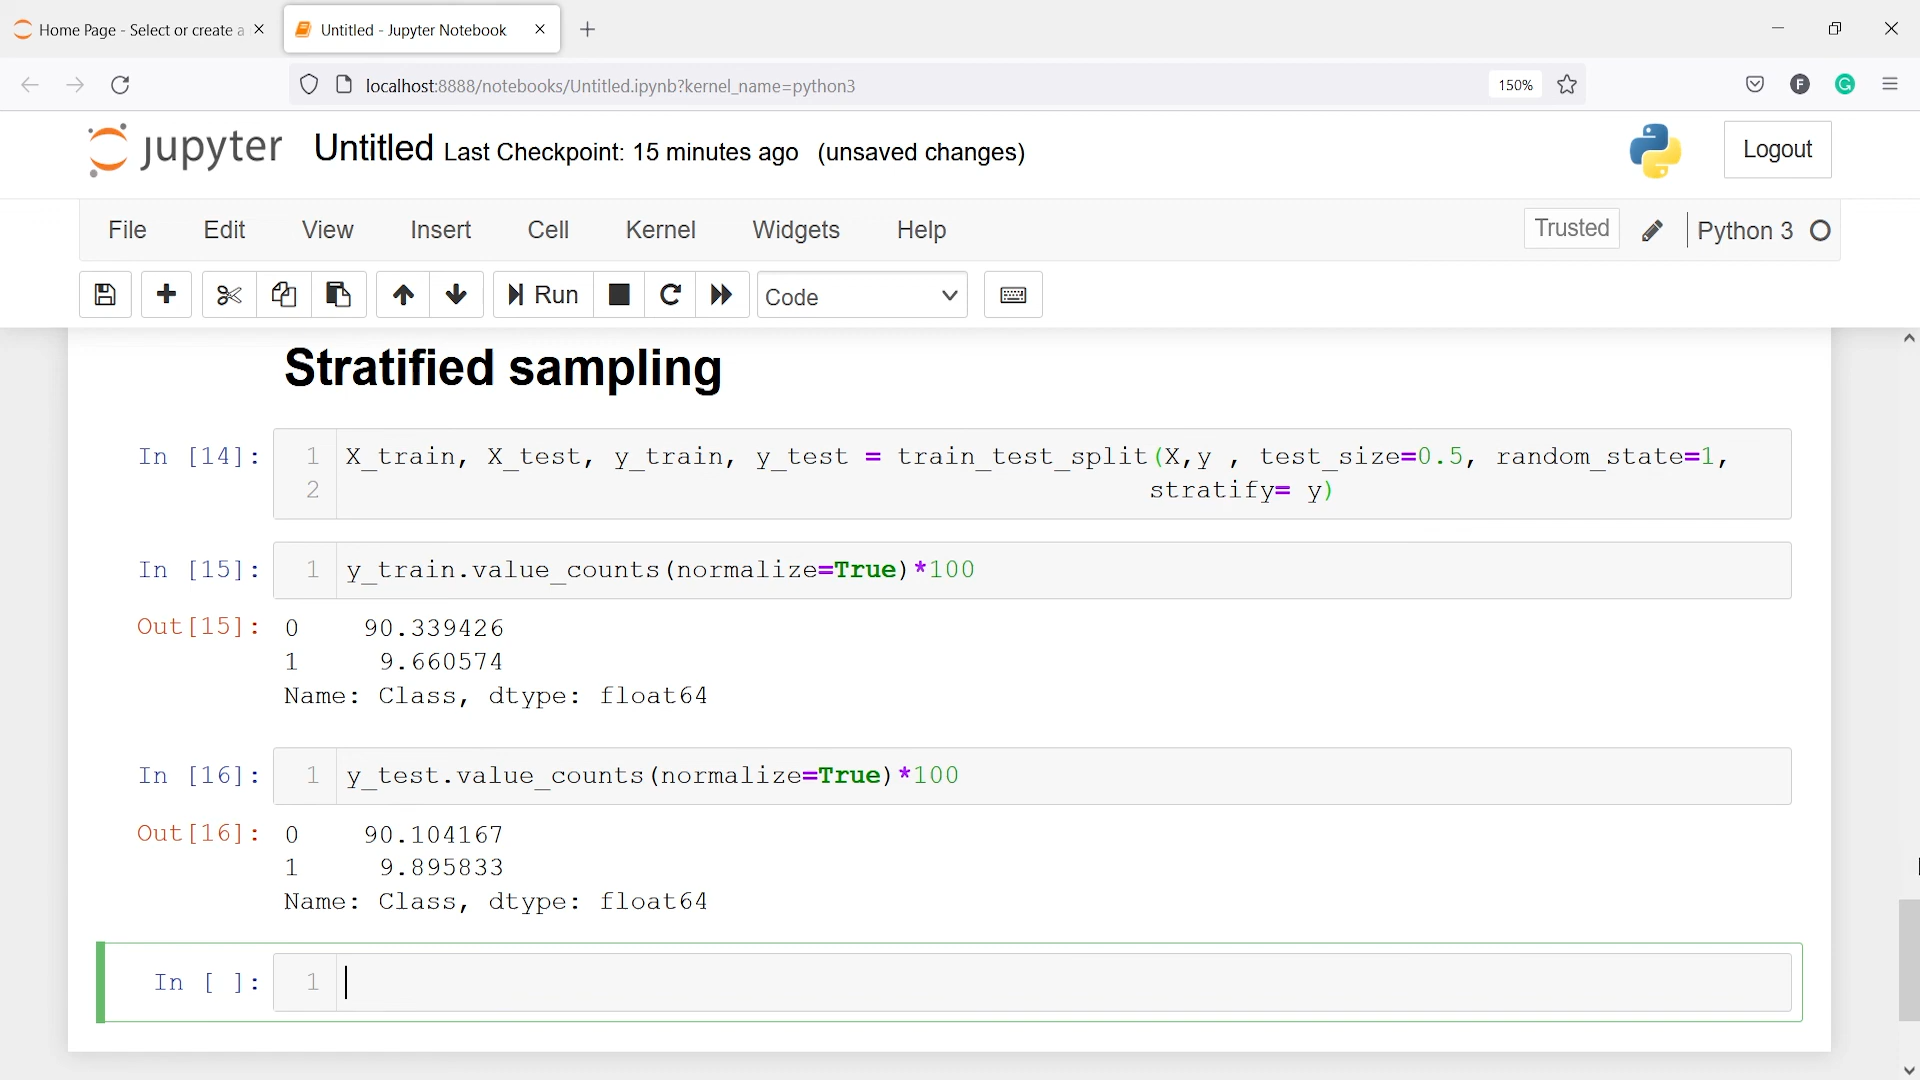 Home Page - Select or create a
Untitled - Jupyter Notebook
localhost:8888/notebooks/Untitled.ipynb?kernel_name=python3
150%
F
G
jupyter Untitled Last Checkpoint: 15 minutes ago (unsaved changes)
Logout
File Edit View Insert Cell Kernel Widgets Help
Trusted
Python 3
Run
Code
Stratified sampling
In [14]: 1 X_train, X_test, y_train, y_test = train_test_split(X,y , test_size=0.5, random_state=1,
2 stratify= y)
In [15]: 1 y_train.value_counts(normalize=True)*100
Out[15]: 0 90.339426
1 9.660574
Name: Class, dtype: float64
In [16]: 1 y_test.value_counts(normalize=True)*100
Out[16]: 0 90.104167
1 9.895833
Name: Class, dtype: float64
In [ ]: 1